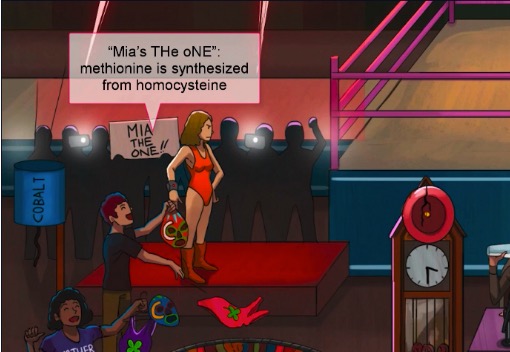 “Mia’s THe oNE”:
methionine is synthesized
from homocysteine
MIA
THE
ONE!!
COBALT